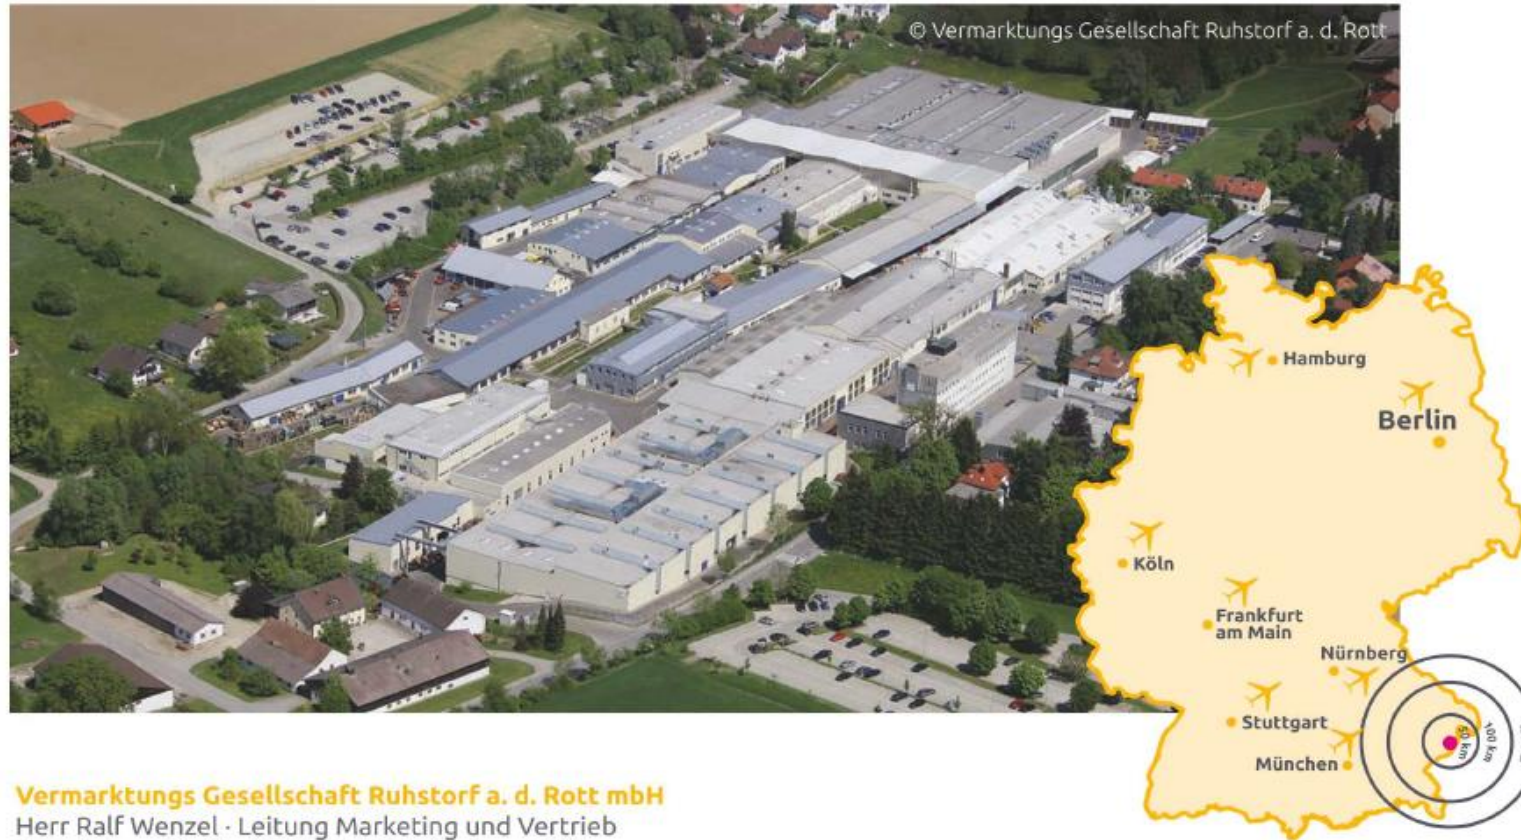 © Vermarktungs Gesellschaft Ruhstorf a. d. Rott
Hamburg
Berlin
Köln
Frankfurt
am Main
Nürnberg
Stuttgart
München
50 km
100 km
Vermarktungs Gesellschaft Ruhstorf a. d. Rott mbH
Herr Ralf Wenzel · Leitung Marketing und Vertrieb